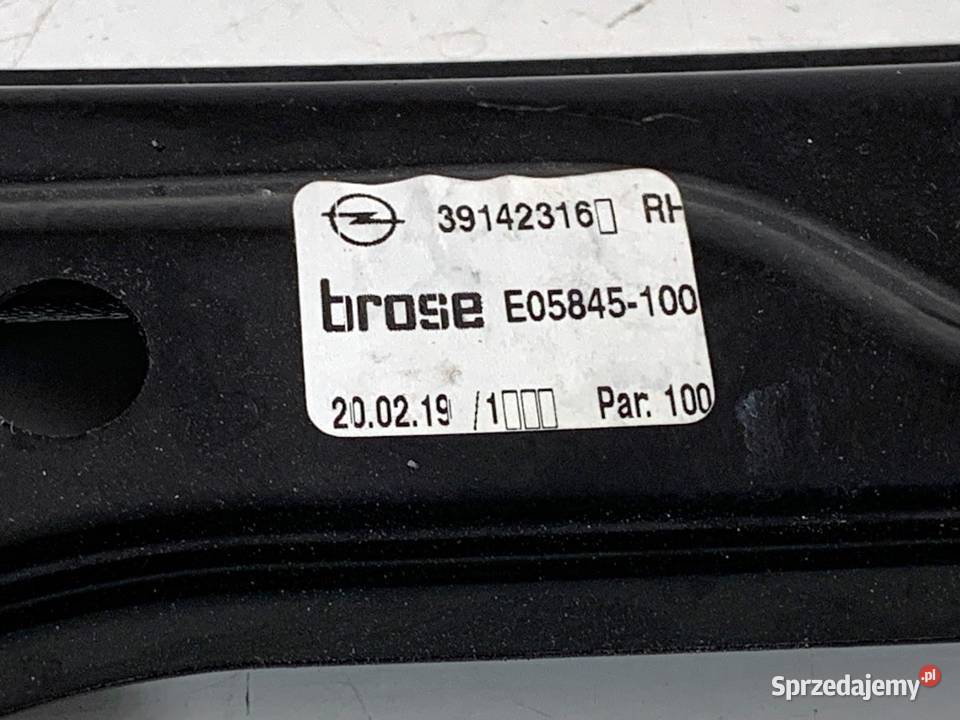 39142316▯ RH
brose E05845-100
20.02.19 /1▯▯▯ Par. 100
Sprzedajemy.pl